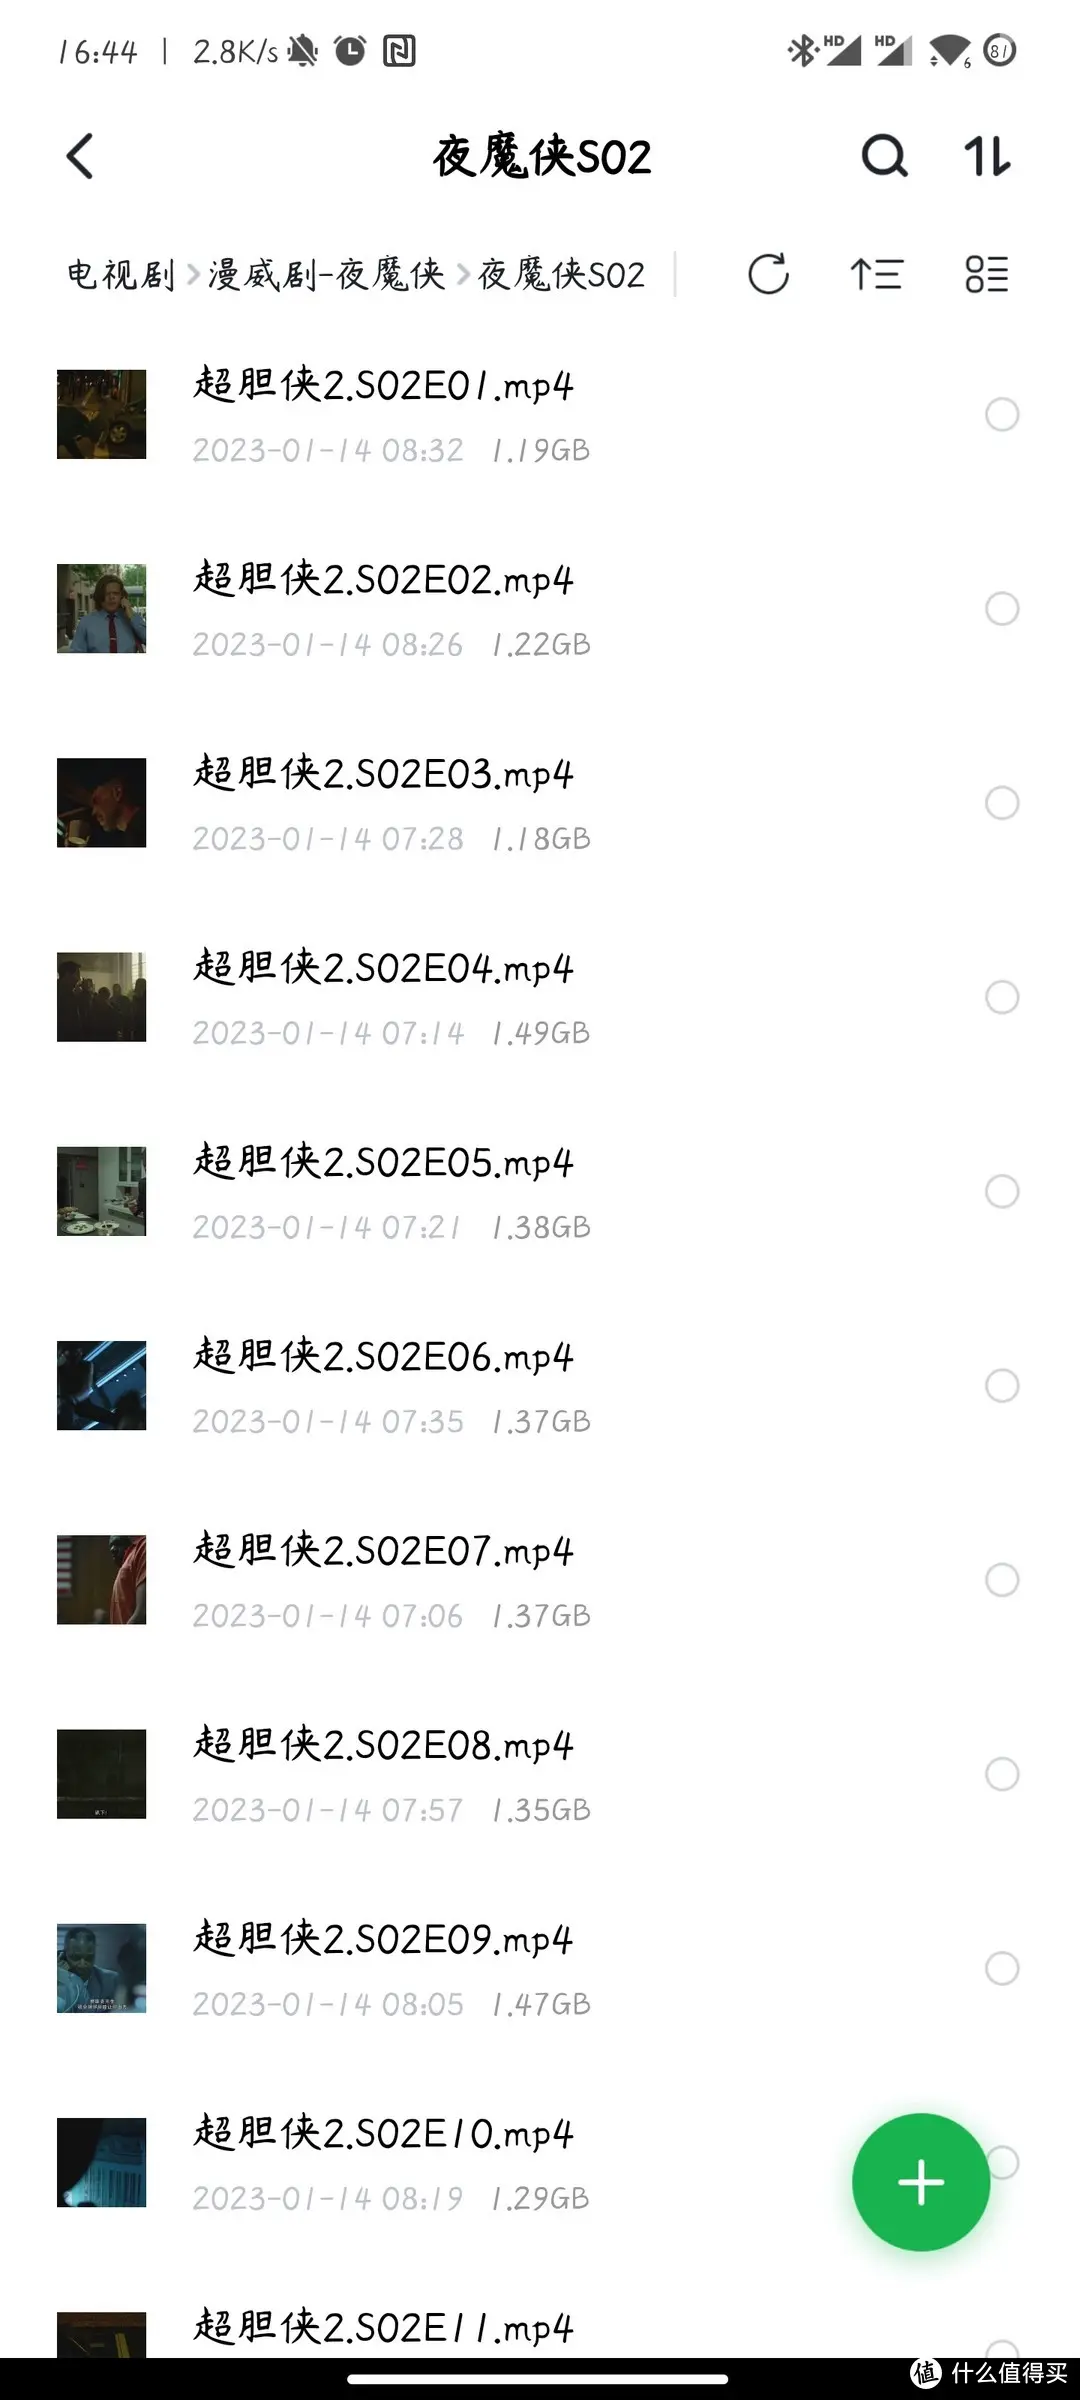 16:44 | 2.8K/s HD HD 6 81
夜魔侠S02
电视剧 > 漫威剧-夜魔侠 > 夜魔侠S02
超胆侠2.S02E01.mp4
2023-01-14 08:32 1.19GB
超胆侠2.S02E02.mp4
2023-01-14 08:26 1.22GB
超胆侠2.S02E03.mp4
2023-01-14 07:28 1.18GB
超胆侠2.S02E04.mp4
2023-01-14 07:14 1.49GB
超胆侠2.S02E05.mp4
2023-01-14 07:21 1.38GB
超胆侠2.S02E06.mp4
2023-01-14 07:35 1.37GB
超胆侠2.S02E07.mp4
2023-01-14 07:06 1.37GB
超胆侠2.S02E08.mp4
2023-01-14 07:57 1.35GB
超胆侠2.S02E09.mp4
2023-01-14 08:05 1.47GB
超胆侠2.S02E10.mp4
2023-01-14 08:19 1.29GB
超胆侠2.S02E11.mp4
值 什么值得买